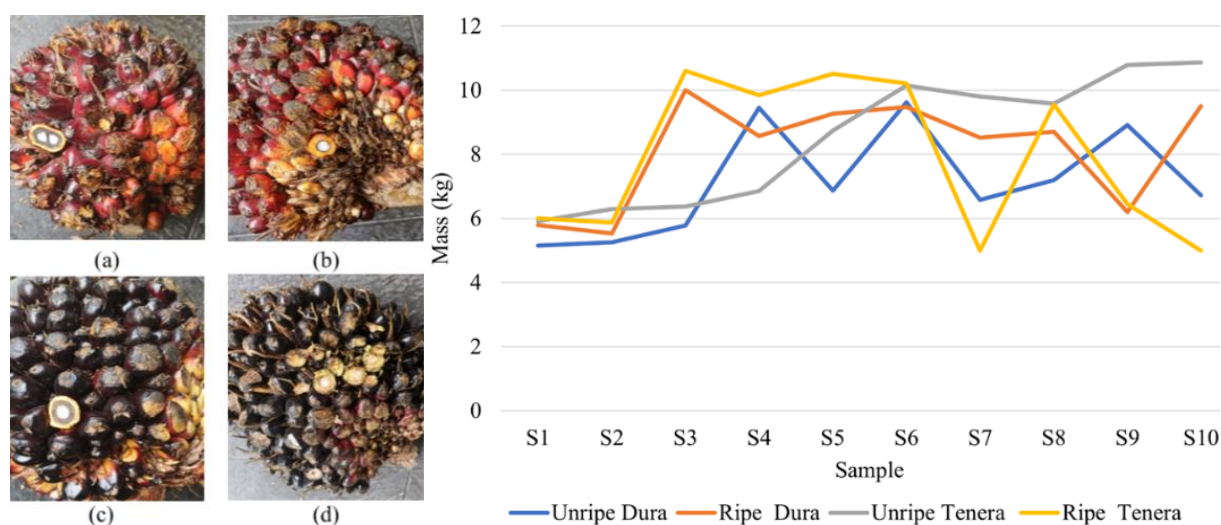 (a)
(b)
(c)
(d)
12
10
8
6
4
2
0
Mass (kg)
S1 S2 S3 S4 S5 S6 S7 S8 S9 S10
Sample
Unripe Dura Ripe Dura Unripe Tenera Ripe Tenera